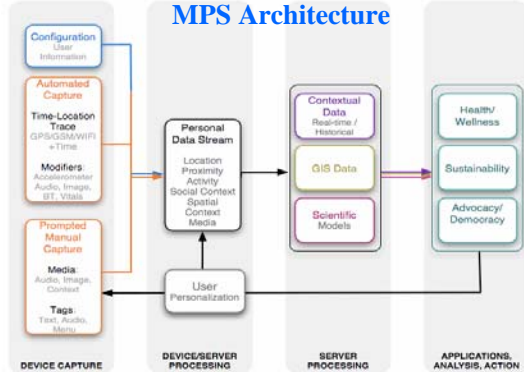 MPS Architecture
Configuration
User
Information
Automated
Capture
Time-Location
Trace
GPS/GSM/WIFI
+Time
Modifiers:
Accelerometer
Audio, Image,
BT, Vitals
Prompted
Manual
Capture
Media:
Audio, Image,
Context
Tags:
Text, Audio,
Menu
DEVICE CAPTURE
Personal
Data Stream
Location
Proximity
Activity
Social Context
Spatial
Context
Media
User
Personalization
DEVICE/SERVER
PROCESSING
Contextual
Data
Real-time /
Historical
GIS Data
Scientific
Models
SERVER
PROCESSING
Health/
Wellness
Sustainability
Advocacy/
Democracy
APPLICATIONS,
ANALYSIS, ACTION